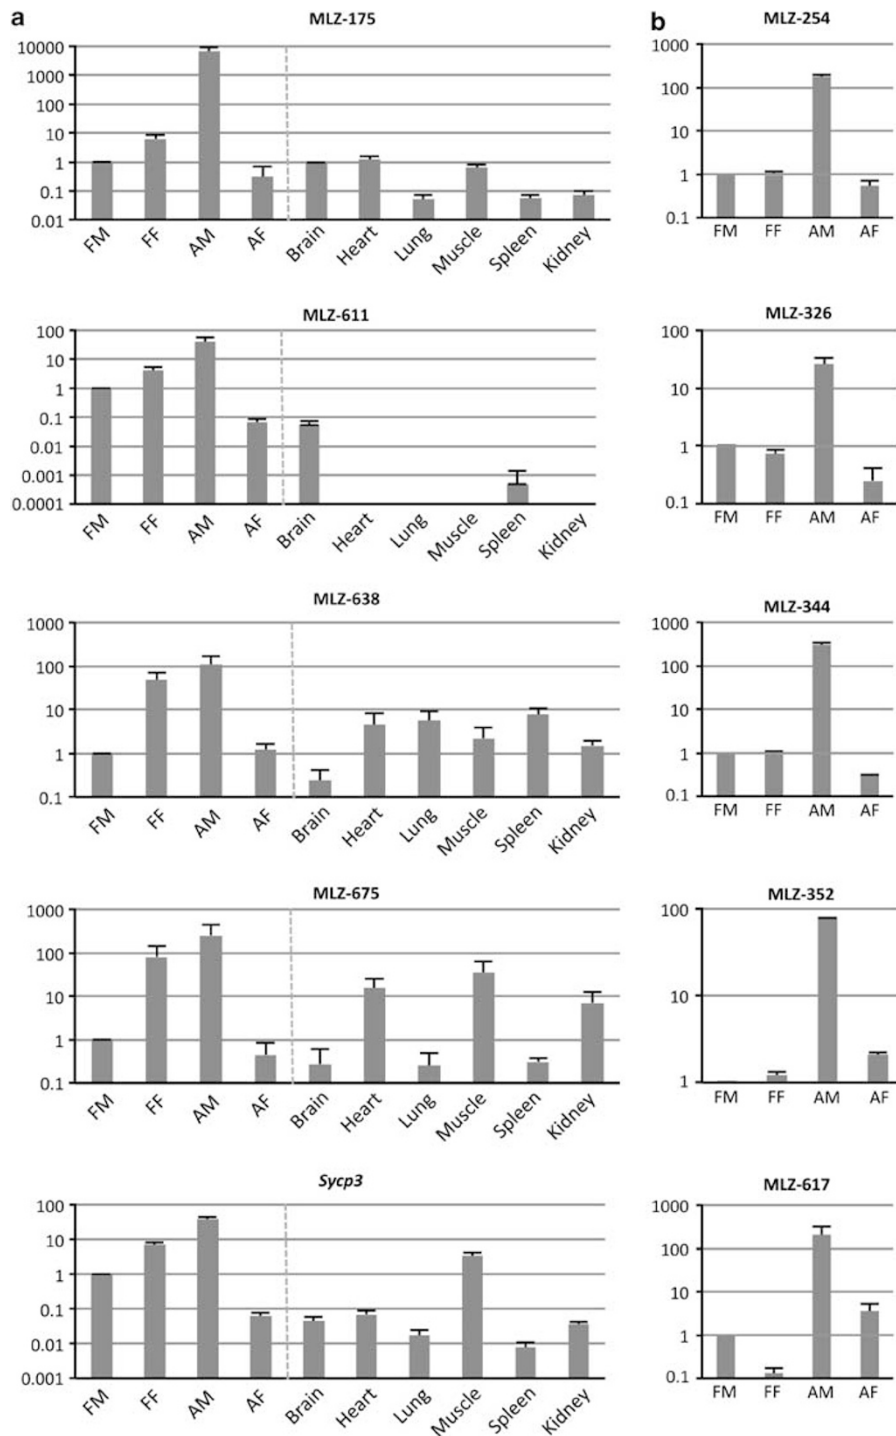 a
MLZ-175
10000
1000
100
10
1
0.1
0.01
FM FF AM AF Brain Heart Lung Muscle Spleen Kidney
MLZ-611
100
10
1
0.1
0.01
0.001
0.0001
FM FF AM AF Brain Heart Lung Muscle Spleen Kidney
MLZ-638
1000
100
10
1
0.1
FM FF AM AF Brain Heart Lung Muscle Spleen Kidney
MLZ-675
1000
100
10
1
0.1
FM FF AM AF Brain Heart Lung Muscle Spleen Kidney
Sycp3
100
10
1
0.1
0.01
0.001
FM FF AM AF Brain Heart Lung Muscle Spleen Kidney
b
MLZ-254
1000
100
10
1
0.1
FM FF AM AF
MLZ-326
100
10
1
0.1
FM FF AM AF
MLZ-344
1000
100
10
1
0.1
FM FF AM AF
MLZ-352
100
10
1
FM FF AM AF
MLZ-617
1000
100
10
1
0.1
FM FF AM AF